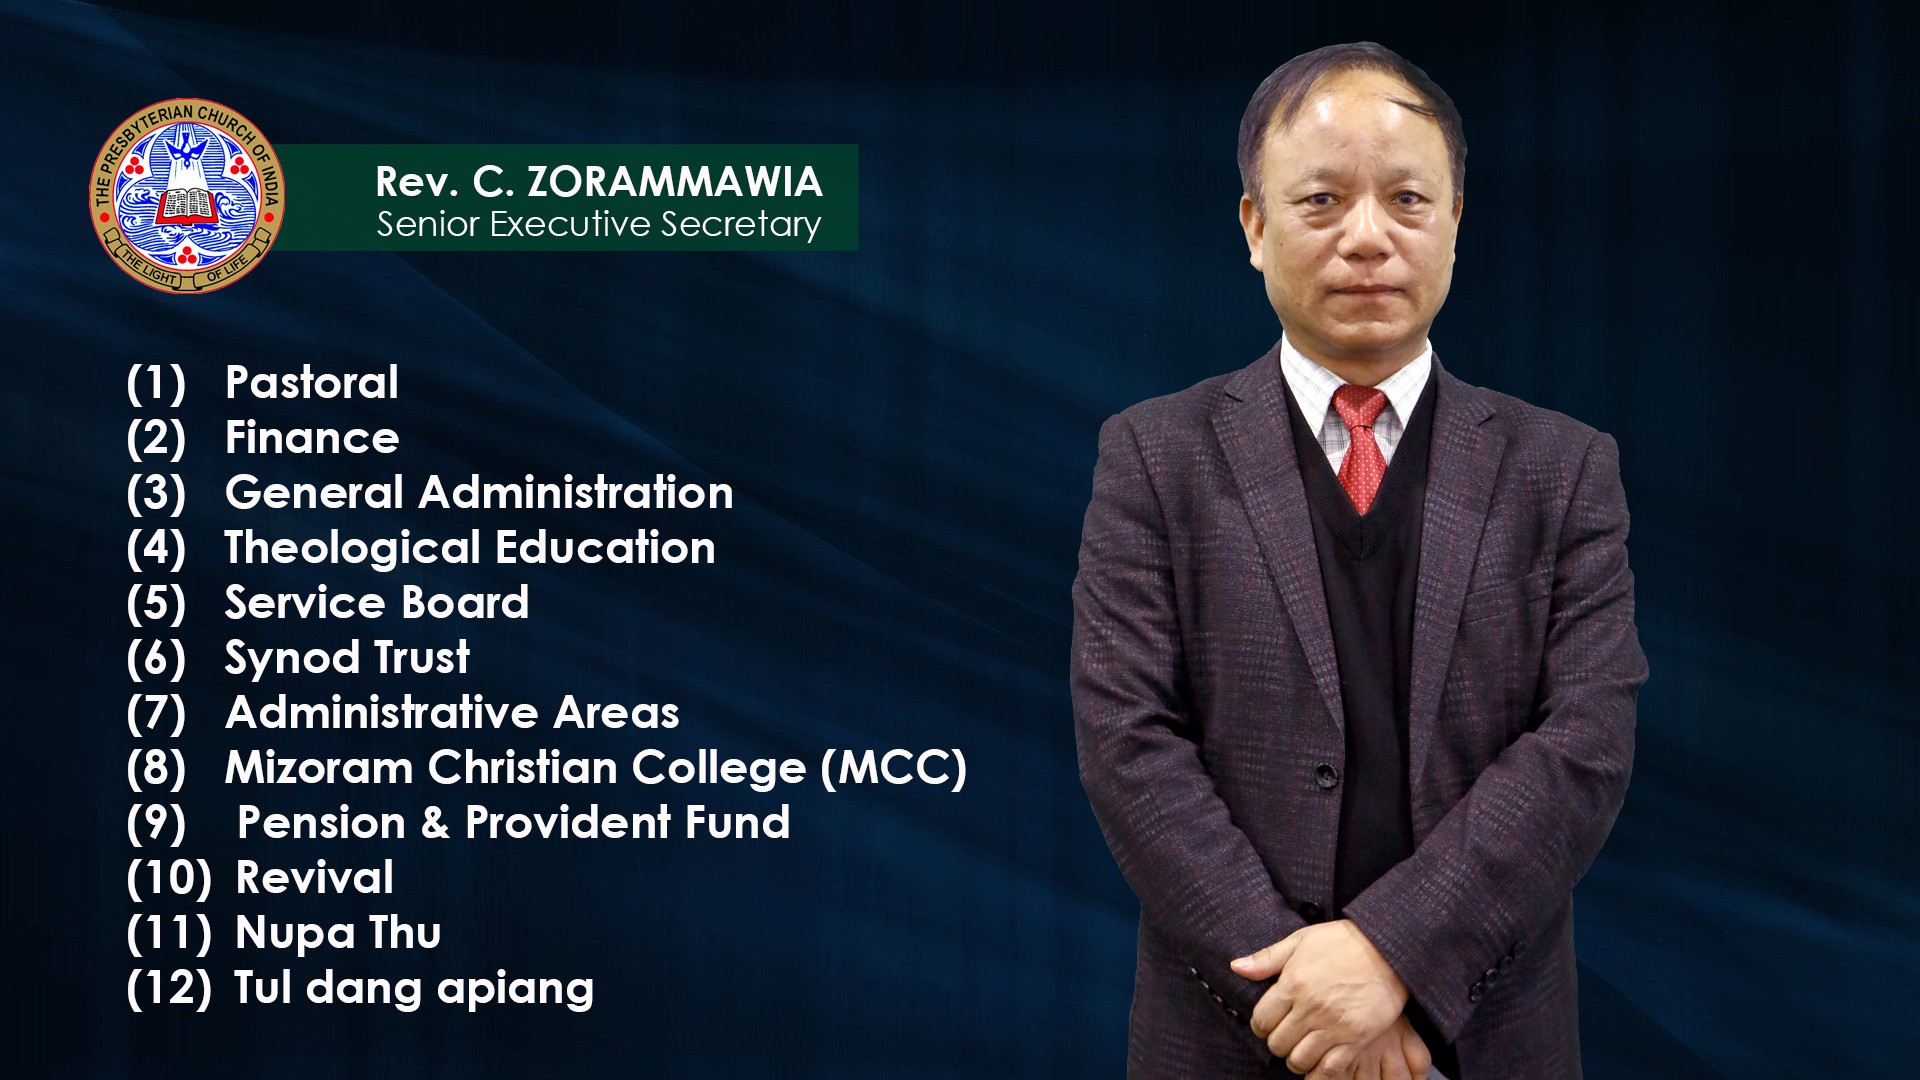 THE PRESBYTERIAN CHURCH OF INDIA
THE LIGHT OF LIFE
Rev. C. ZORAMMAWIA
Senior Executive Secretary
(1) Pastoral
(2) Finance
(3) General Administration
(4) Theological Education
(5) Service Board
(6) Synod Trust
(7) Administrative Areas
(8) Mizoram Christian College (MCC)
(9) Pension & Provident Fund
(10) Revival
(11) Nupa Thu
(12) Tul dang apiang